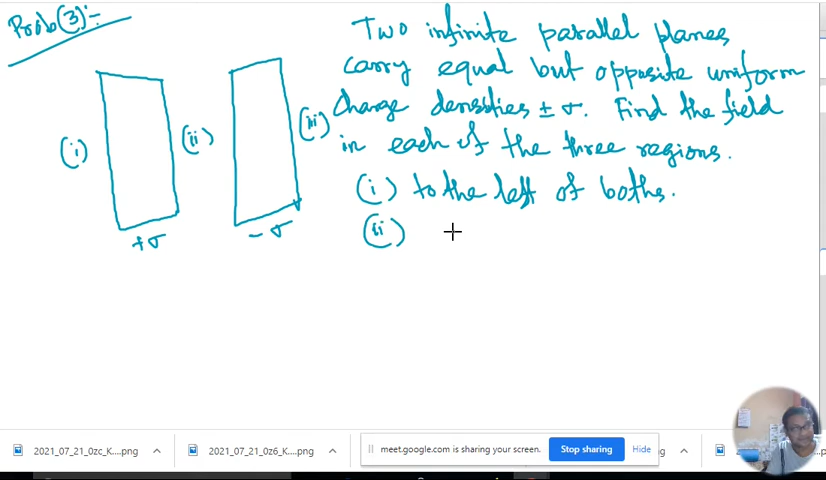 Prob(3):-
Two infinite parallel planes
carry equal but opposite uniform
charge densities ± σ. Find the field
in each of the three regions.
(i) to the left of boths.
(ii)
(i)
(ii)
(iii)
+σ
- σ
2021_07_21_0zc_K....png
2021_07_21_0z6_K....png
meet.google.com is sharing your screen.
Stop sharing
Hide
g
2
p...